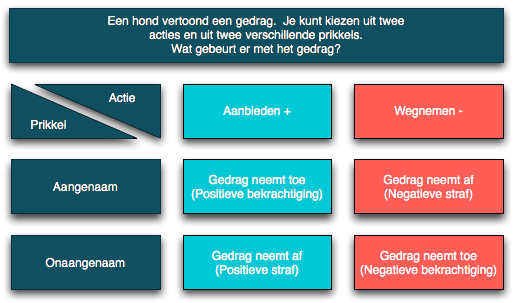 Een hond vertoond een gedrag. Je kunt kiezen uit twee
acties en uit twee verschillende prikkels.
Wat gebeurt er met het gedrag?
Actie
Prikkel
Aanbieden +
Wegnemen -
Aangenaam
Gedrag neemt toe
(Positieve bekrachtiging)
Gedrag neemt af
(Negatieve straf)
Onaangenaam
Gedrag neemt af
(Positieve straf)
Gedrag neemt toe
(Negatieve bekrachtiging)